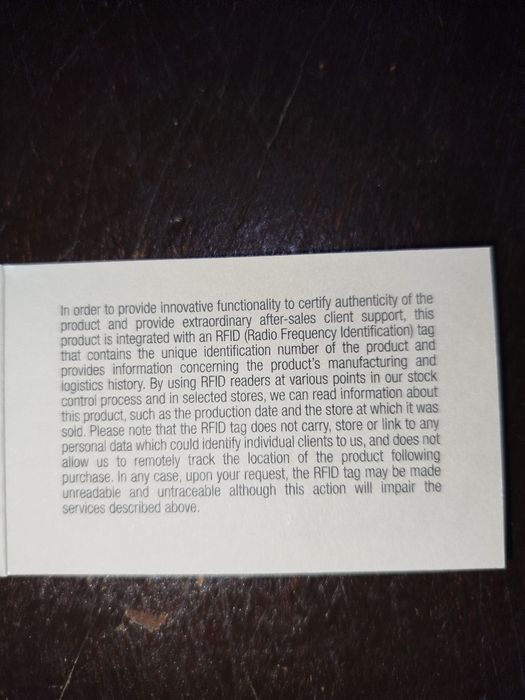 In order to provide innovative functionality to certify authenticity of the
product and provide extraordinary after-sales client support, this
product is integrated with an RFID (Radio Frequency Identification) tag
that contains the unique identification number of the product and
provides information concerning the product's manufacturing and
logistics history. By using RFID readers at various points in our stock
control process and in selected stores, we can read information about
this product, such as the production date and the store at which it was
sold. Please note that the RFID tag does not carry, store or link to any
personal data which could identify individual clients to us, and does not
allow us to remotely track the location of the product following
purchase. In any case, upon your request, the RFID tag may be made
unreadable and untraceable although this action will impair the
services described above.